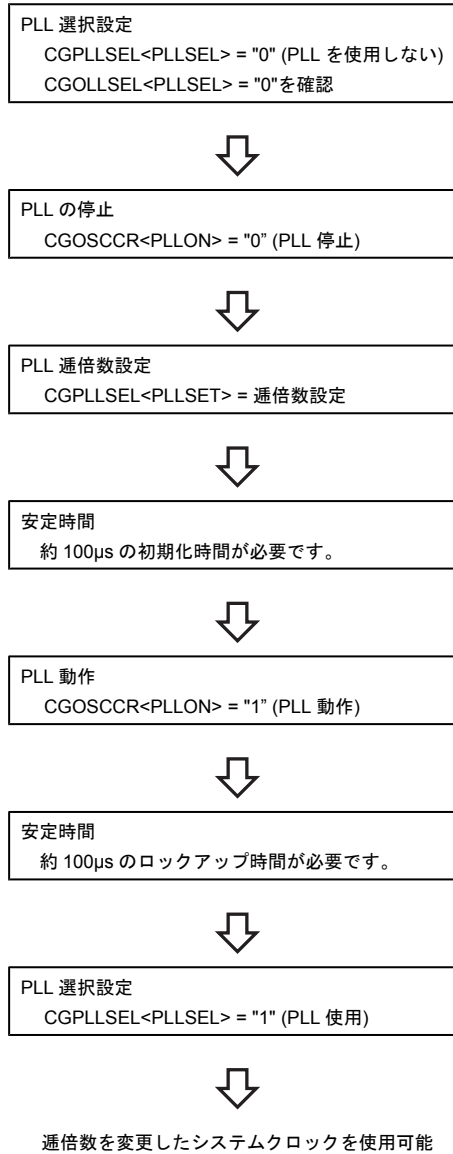 PLL 選択設定
CGPLLSEL<PLLSEL> = "0" (PLL を使用しない)
CGOLLSEL<PLLSEL> = "0"を確認
PLL の停止
CGOSCCR<PLLON> = "0” (PLL 停止)
PLL 逓倍数設定
CGPLLSEL<PLLSET> = 逓倍数設定
安定時間
約 100μs の初期化時間が必要です。
PLL 動作
CGOSCCR<PLLON> = "1” (PLL 動作)
安定時間
約 100μs のロックアップ時間が必要です。
PLL 選択設定
CGPLLSEL<PLLSEL> = "1" (PLL 使用)
逓倍数を変更したシステムクロックを使用可能